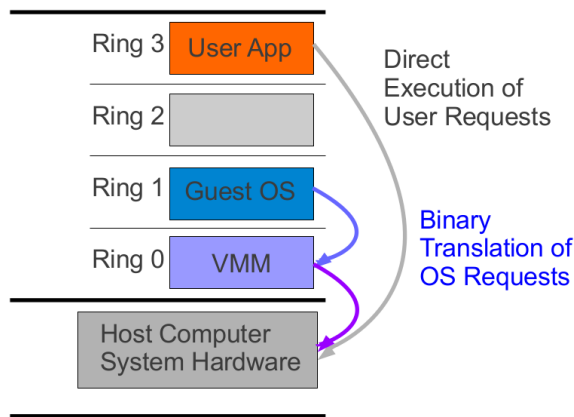 Ring 3
User App
Direct
Execution of
User Requests
Ring 2
Ring 1
Guest OS
Binary
Translation of
OS Requests
Ring 0
VMM
Host Computer
System Hardware